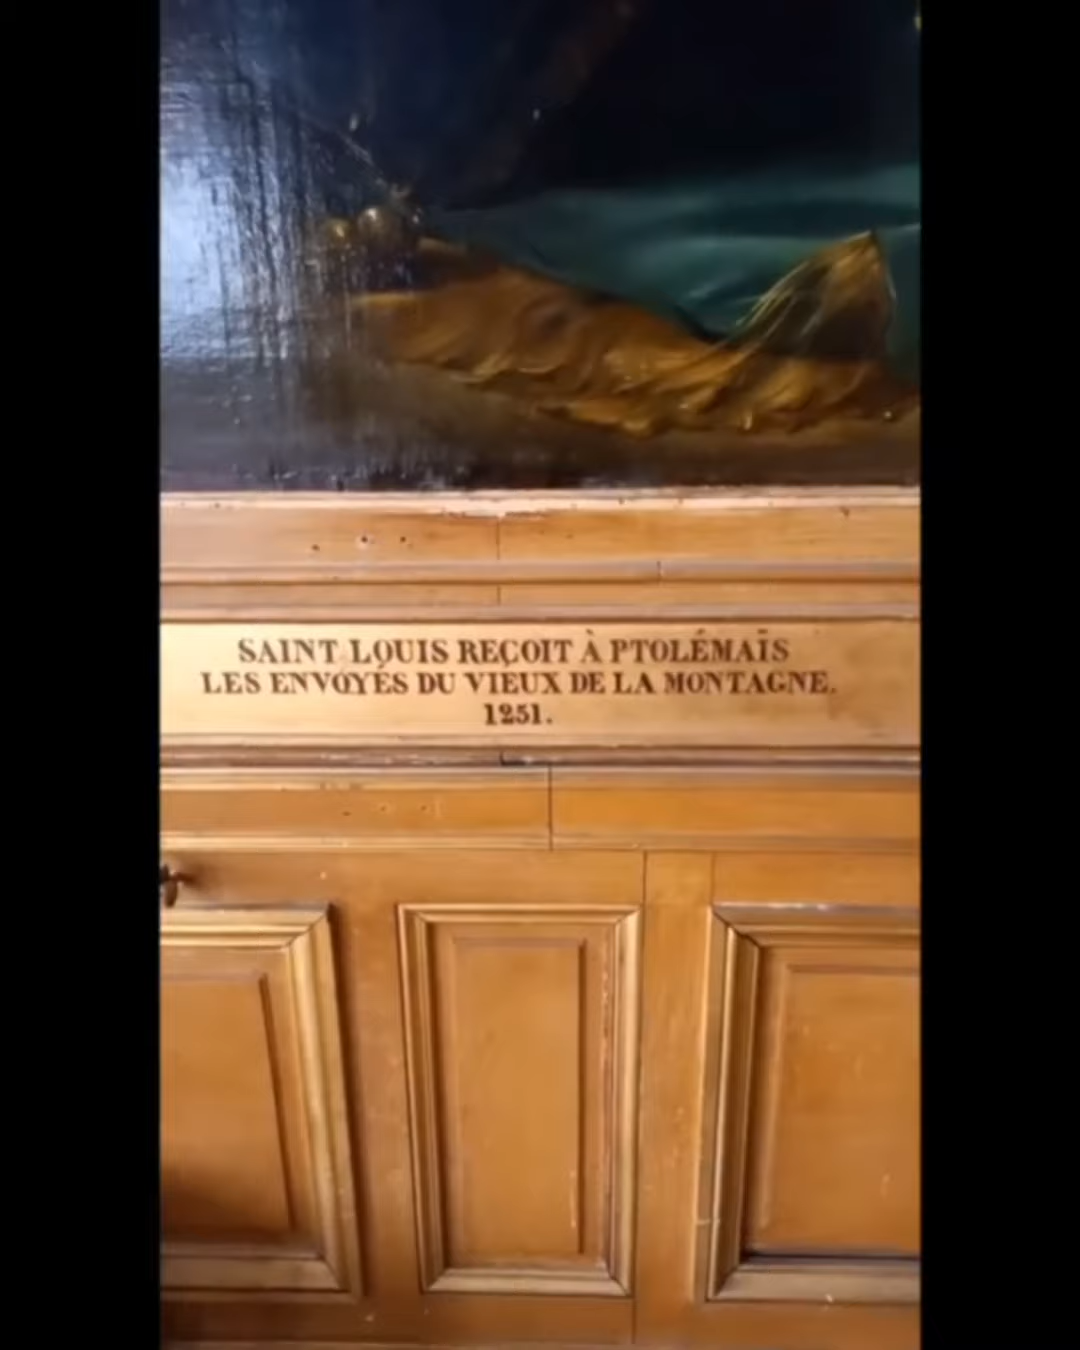 SAINT LOUIS REÇOIT À PTOLÉMAÏS
LES ENVOYÉS DU VIEUX DE LA MONTAGNE.
1251.